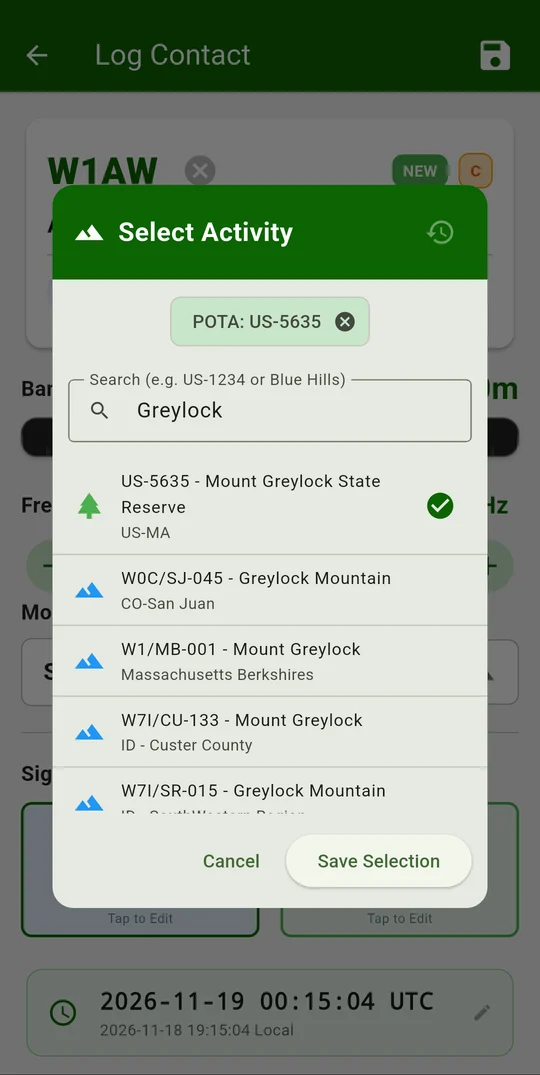 Log Contact
W1AW
NEW
C
Select Activity
POTA: US-5635
Search (e.g. US-1234 or Blue Hills)
Greylock
US-5635 - Mount Greylock State
Reserve
US-MA
W0C/SJ-045 - Greylock Mountain
CO-San Juan
W1/MB-001 - Mount Greylock
Massachusetts Berkshires
W7I/CU-133 - Mount Greylock
ID - Custer County
W7I/SR-015 - Greylock Mountain
ID - SouthWestern Region
Cancel
Save Selection
Tap to Edit
Tap to Edit
2026-11-19 00:15:04 UTC
2026-11-18 19:15:04 Local